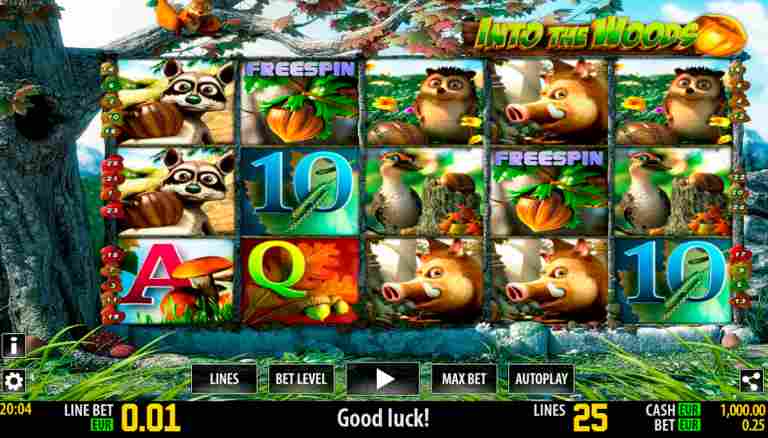 INTO THE WOODS
FREESPIN
10
FREESPIN
A
Q
10
i
LINES
BET LEVEL
MAX BET
AUTOPLAY
20:04
LINE BET
EUR
0.01
Good luck!
LINES
25
CASH EUR 1,000.00
BET EUR 0.25